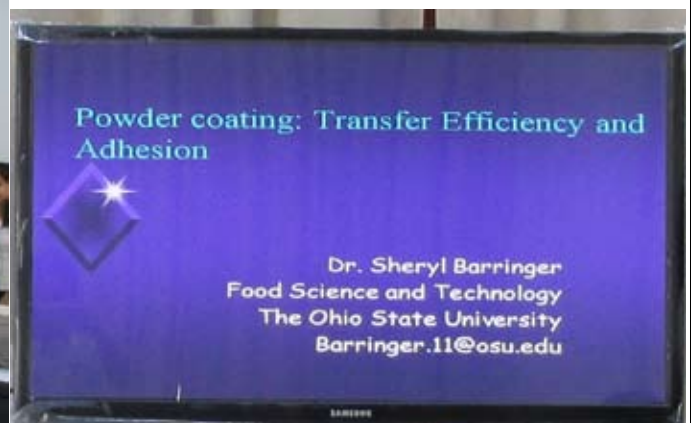 Powder coating: Transfer Efficiency and
Adhesion
Dr. Sheryl Barringer
Food Science and Technology
The Ohio State University
Barringer.11@osu.edu
SAMSUNG